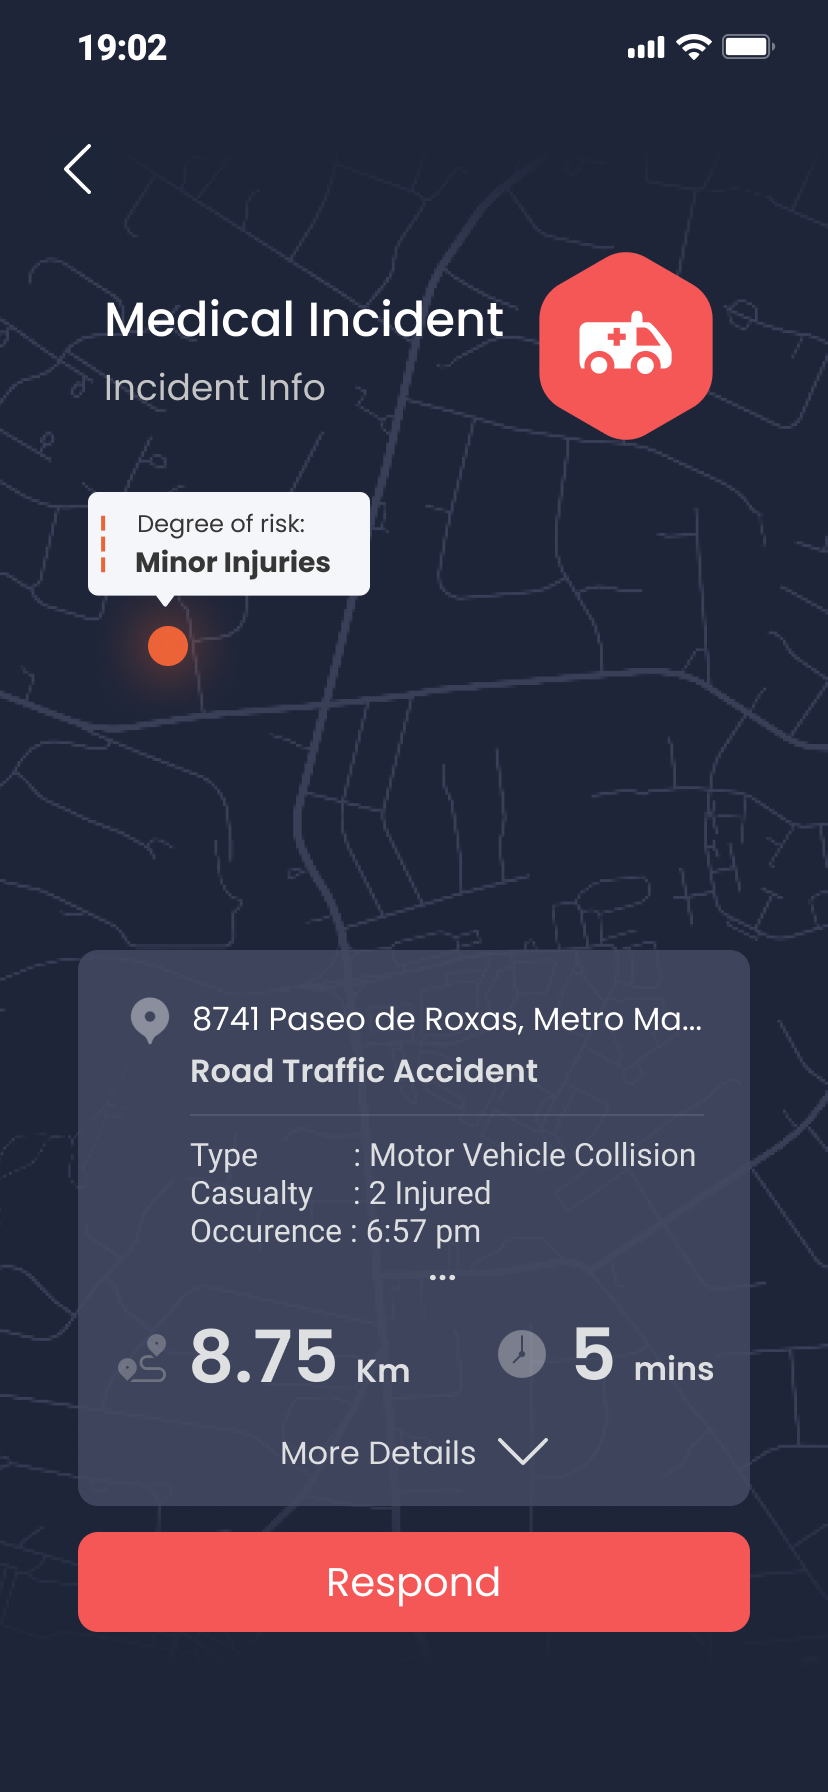 19:02
Medical Incident
Incident Info
Degree of risk:
Minor Injuries
8741 Paseo de Roxas, Metro Ma...
Road Traffic Accident
Type : Motor Vehicle Collision
Casualty : 2 Injured
Occurence : 6:57 pm
...
8.75 Km
5 mins
More Details
Respond